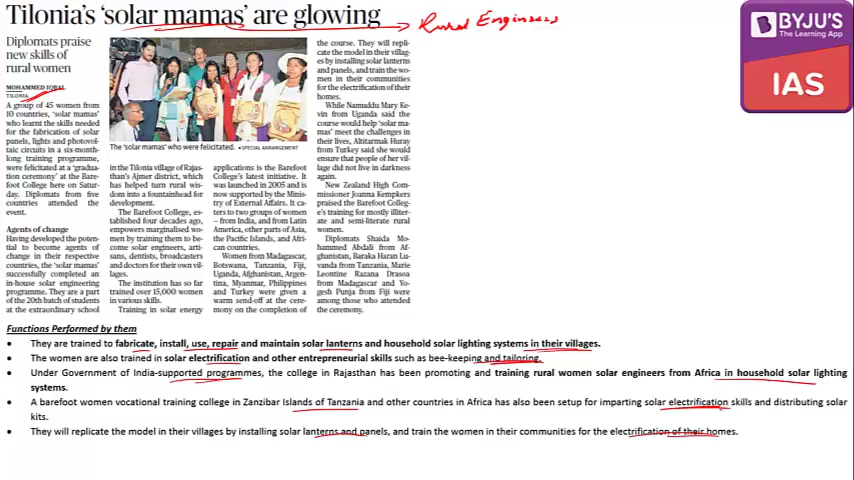 Tilonia's 'solar mamas' are glowing
Rural Engineers
Diplomats praise
new skills of
rural women
MOHAMMED IQBAL
TILONIA
A group of 45 women from
10 countries, 'solar mamas'
who learnt the skills needed
for the fabrication of solar
panels, lights and photovol-
taic circuits in a six-month-
long training programme,
were felicitated at a 'gradua-
tion ceremony' at the Bare-
foot College here on Satur-
day. Diplomats from five
countries attended the
event.
Agents of change
Having developed the poten-
tial to become agents of
change in their respective
countries, the 'solar mamas'
successfully completed an
in-house solar engineering
programme. They are a part
of the 20th batch of students
at the extraordinary school
The 'solar mamas' who were felicitated. • SPECIAL ARRANGEMENT
in the Tilonia village of Rajas-
than's Ajmer district, which
has helped turn rural wis-
dom into a fountainhead for
development.
The Barefoot College, es-
tablished four decades ago,
empowers marginalised wo-
men by training them to be-
come solar engineers, arti-
sans, dentists, broadcasters
and doctors for their own vil-
lages.
The institution has so far
trained over 15,000 women
in various skills.
Training in solar energy
applications is the Barefoot
College's latest initiative. It
was launched in 2005 and is
now supported by the Minis-
try of External Affairs. It ca-
ters to two groups of women
– from India, and from Latin
America, other parts of Asia,
the Pacific Islands, and Afri-
can countries.
Women from Madagascar,
Botswana, Tanzania, Fiji,
Uganda, Afghanistan, Argen-
tina, Myanmar, Philippines
and Turkey were given a
warm send-off at the cere-
mony on the completion of
the course. They will repli-
cate the model in their villag-
es by installing solar lanterns
and panels, and train the wo-
men in their communities
for the electrification of their
homes.
While Namuddu Mary Ke-
vin from Uganda said the
course would help 'solar ma-
mas' meet the challenges in
their lives, Altitarmak Huray
from Turkey said she would
ensure that people of her vil-
lage did not live in darkness
again.
New Zealand High Com-
missioner Joanna Kempkers
praised the Barefoot Colleg-
e's training for mostly illiter-
ate and semi-literate rural
women.
Diplomats Shaida Mo-
hammed Abdali from Af-
ghanistan, Baraka Haran Lu-
vanda from Tanzania, Marie
Leontine Razana Drasoa
from Madagascar and Yo-
gesh Punja from Fiji were
among those who attended
the ceremony.
BYJU'S
The Learning App
IAS
Functions Performed by them
• They are trained to fabricate, install, use, repair and maintain solar lanterns and household solar lighting systems in their villages.
• The women are also trained in solar electrification and other entrepreneurial skills such as bee-keeping and tailoring.
• Under Government of India-supported programmes, the college in Rajasthan has been promoting and training rural women solar engineers from Africa in household solar lighting
systems.
• A barefoot women vocational training college in Zanzibar Islands of Tanzania and other countries in Africa has also been setup for imparting solar electrification skills and distributing solar
kits.
• They will replicate the model in their villages by installing solar lanterns and panels, and train the women in their communities for the electrification of their homes.